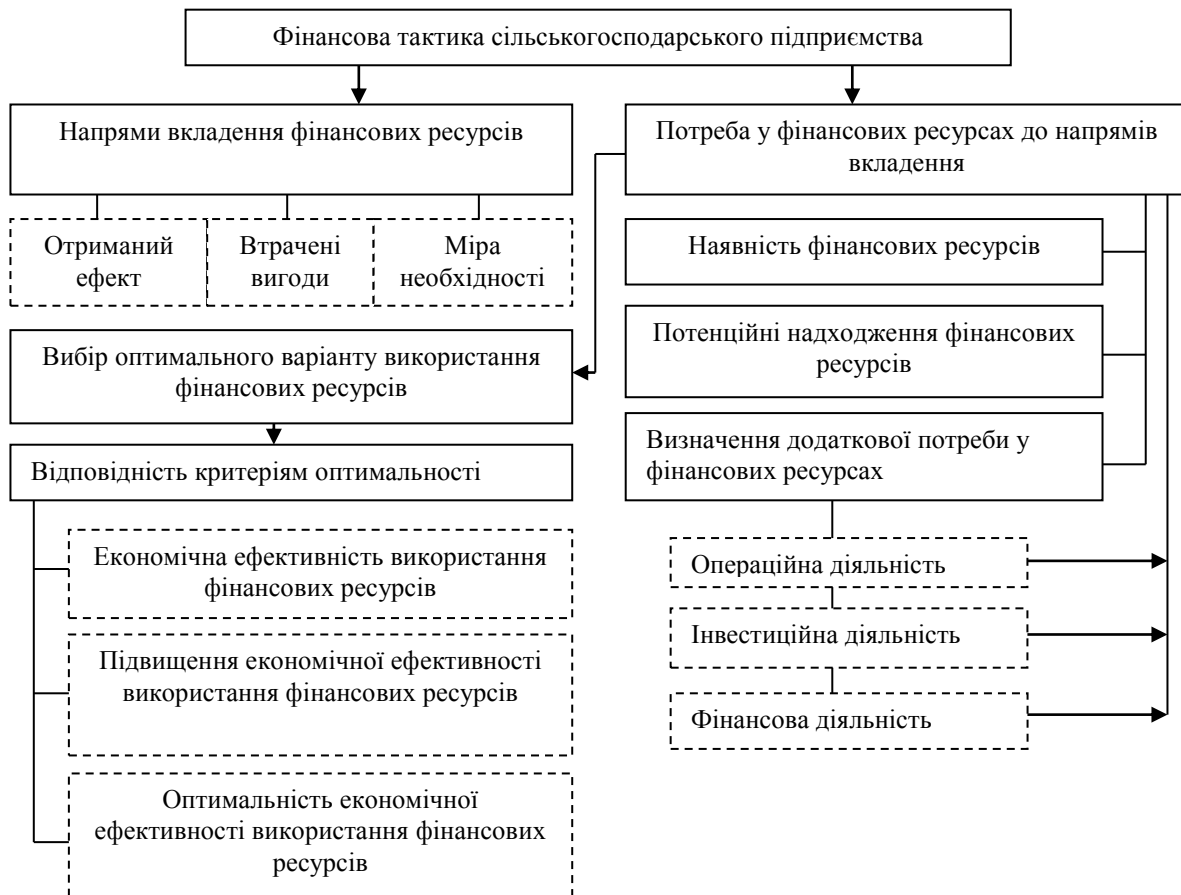 Фінансова тактика сільськогосподарського підприємства
Напрями вкладення фінансових ресурсів
Потреба у фінансових ресурсах до напрямів
вкладення
Отриманий
ефект
Втрачені
вигоди
Міра
необхідності
Наявність фінансових ресурсів
Потенційні надходження фінансових
ресурсів
Вибір оптимального варіанту використання
фінансових ресурсів
Визначення додаткової потреби у
фінансових ресурсах
Відповідність критеріям оптимальності
Операційна діяльність
Інвестиційна діяльність
Фінансова діяльність
Економічна ефективність використання
фінансових ресурсів
Підвищення економічної ефективності
використання фінансових ресурсів
Оптимальність економічної
ефективності використання фінансових
ресурсів